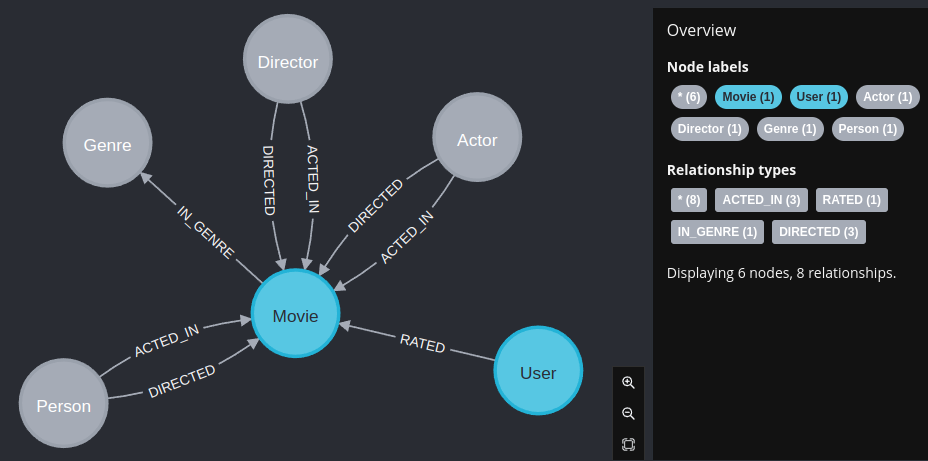 Director
Genre
Actor
DIRECTED
ACTED_IN
DIRECTED
ACTED_IN
IN_GENRE
Movie
ACTED_IN
DIRECTED
RATED
User
Person
Overview
Node labels
* (6) Movie (1) User (1) Actor (1)
Director (1) Genre (1) Person (1)
Relationship types
* (8) ACTED_IN (3) RATED (1)
IN_GENRE (1) DIRECTED (3)
Displaying 6 nodes, 8 relationships.